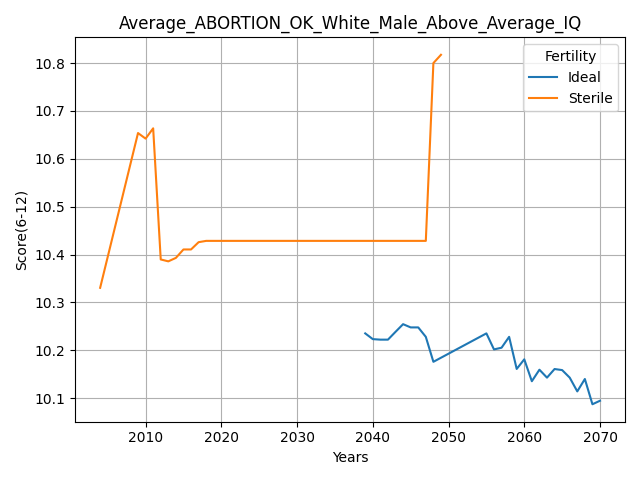 Average_ABORTION_OK_White_Male_Above_Average_IQ
Fertility
Ideal
Sterile
Score(6-12)
10.8
10.7
10.6
10.5
10.4
10.3
10.2
10.1
2010 2020 2030 2040 2050 2060 2070
Years